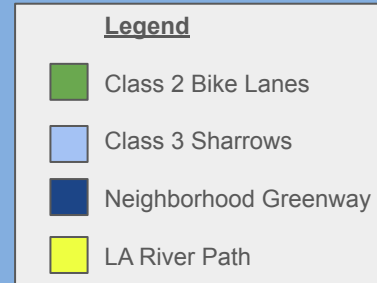 Legend
Class 2 Bike Lanes
Class 3 Sharrows
Neighborhood Greenway
LA River Path